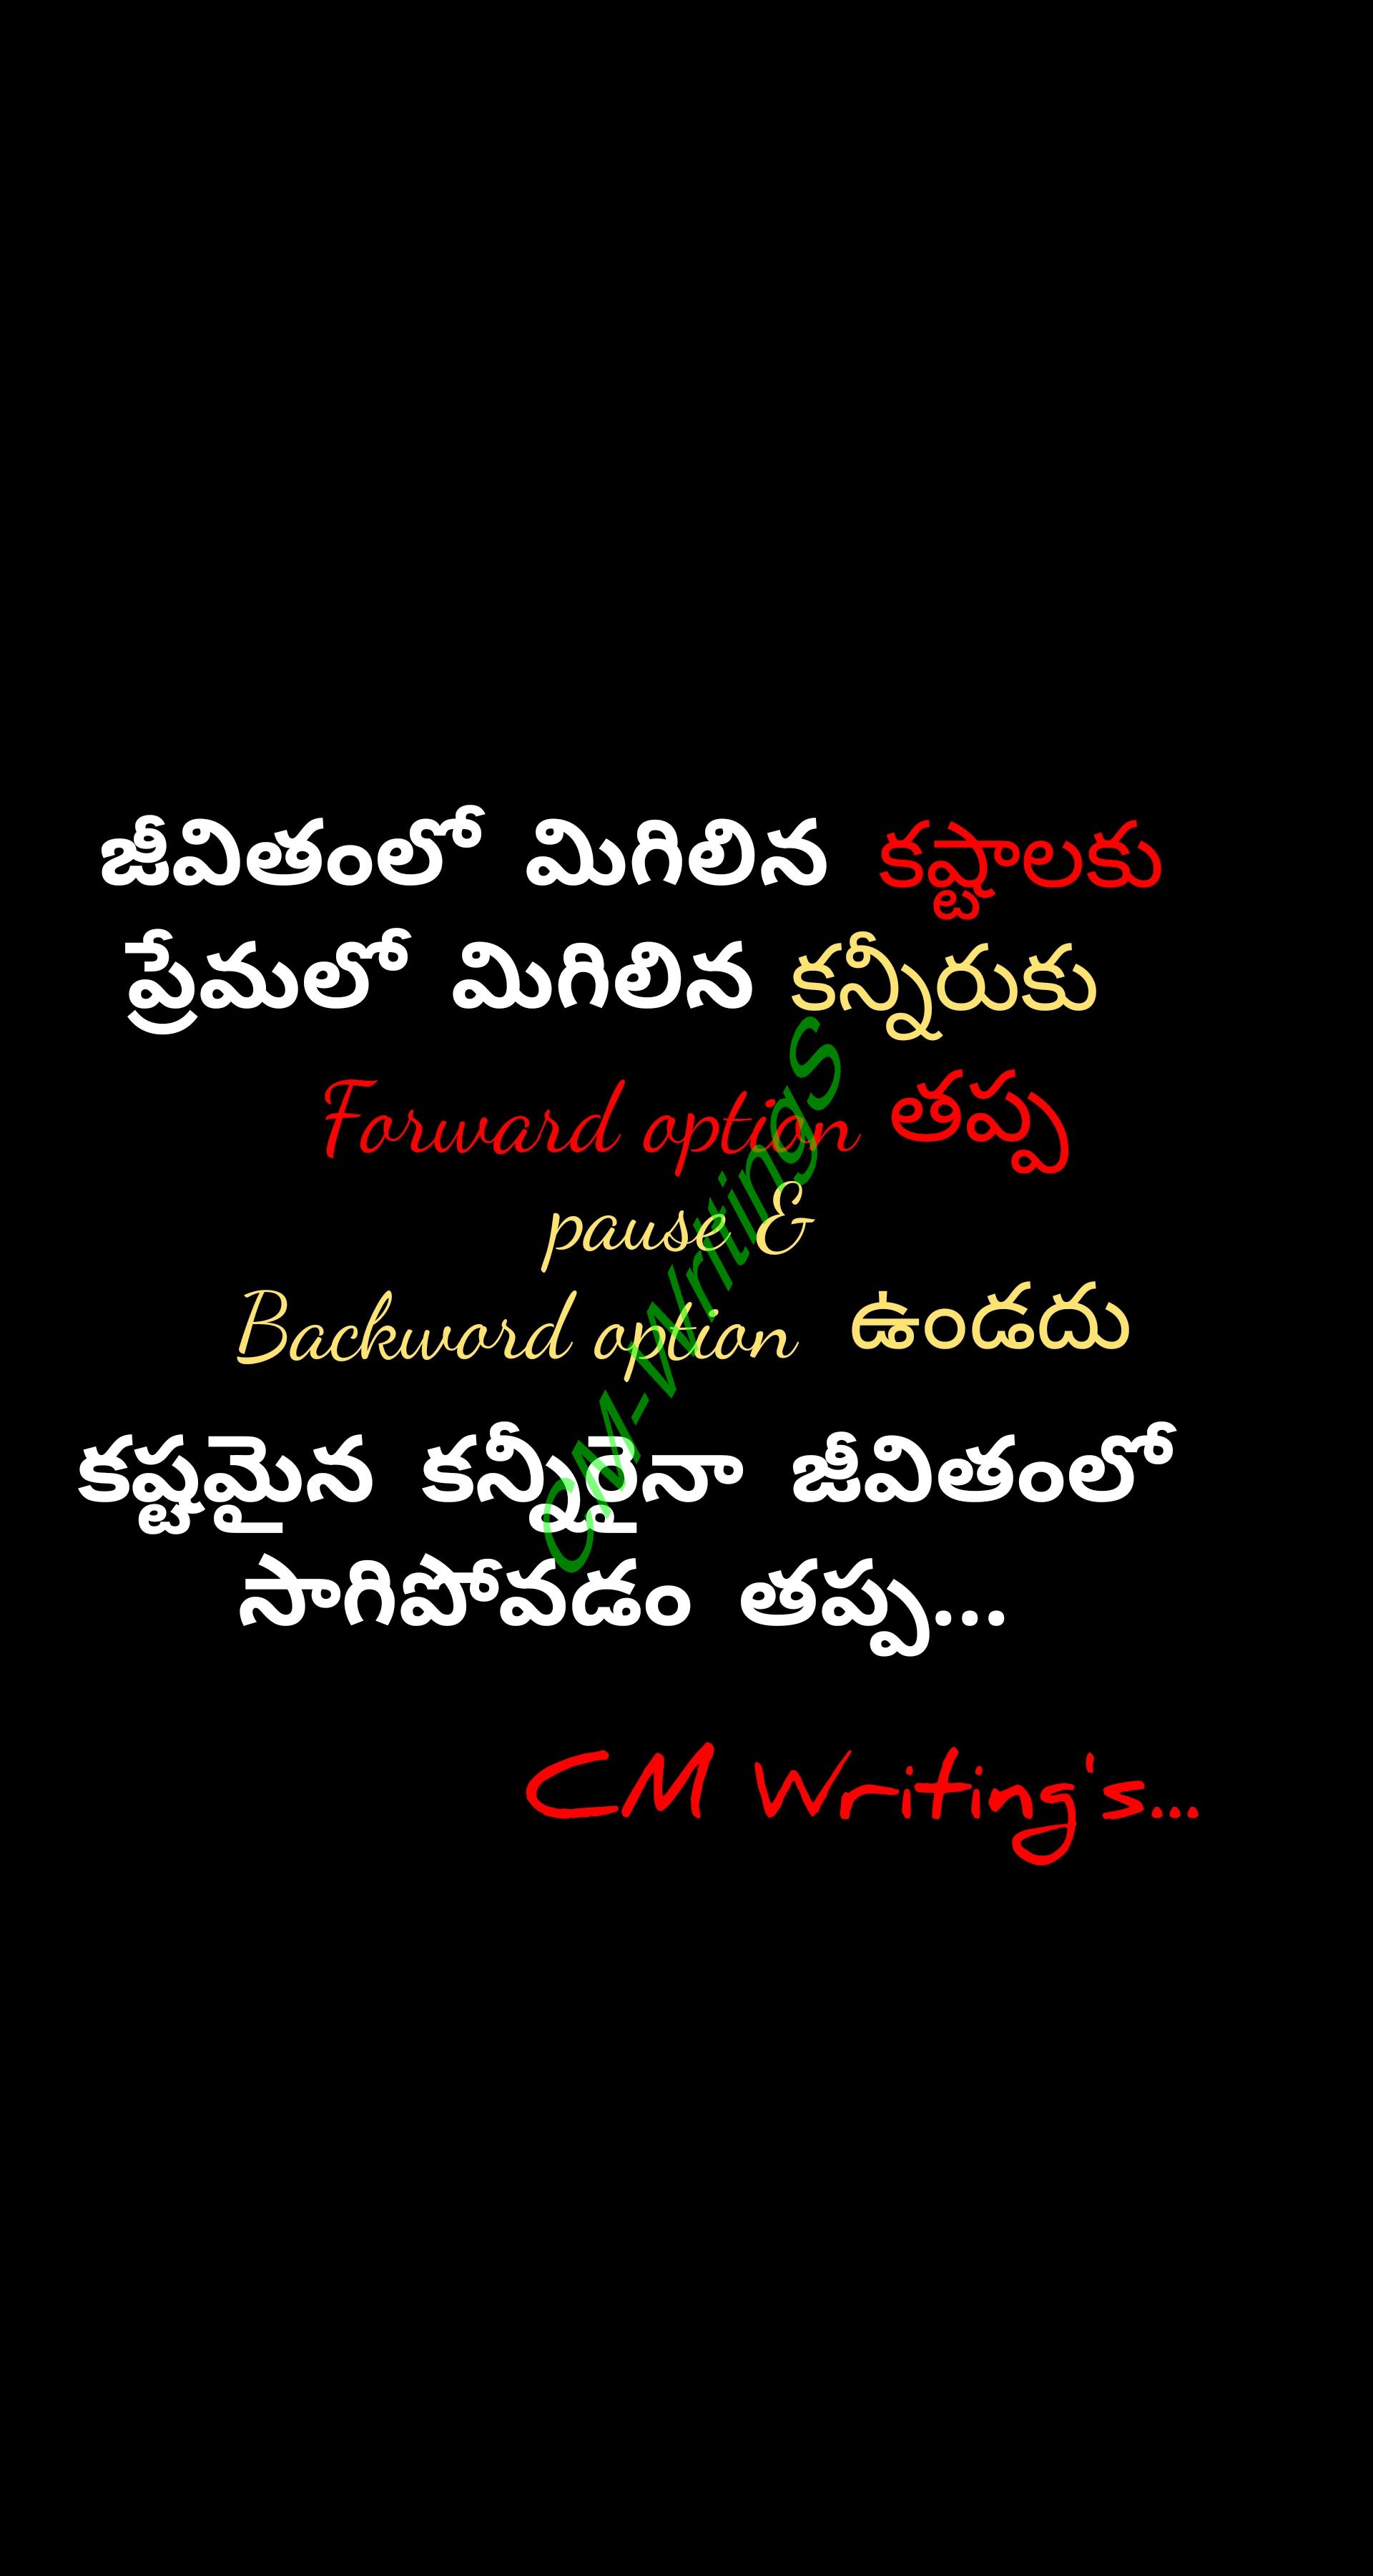 జీవితంలో మిగిలిన కష్టాలకు
ప్రేమలో మిగిలిన కన్నీరుకు
Forward option తప్ప
pause &
Backword option ఉండదు
కష్టమైన కన్నీరైనా జీవితంలో
సాగిపోవడం తప్ప...
CM Writing's...
CM-Writings